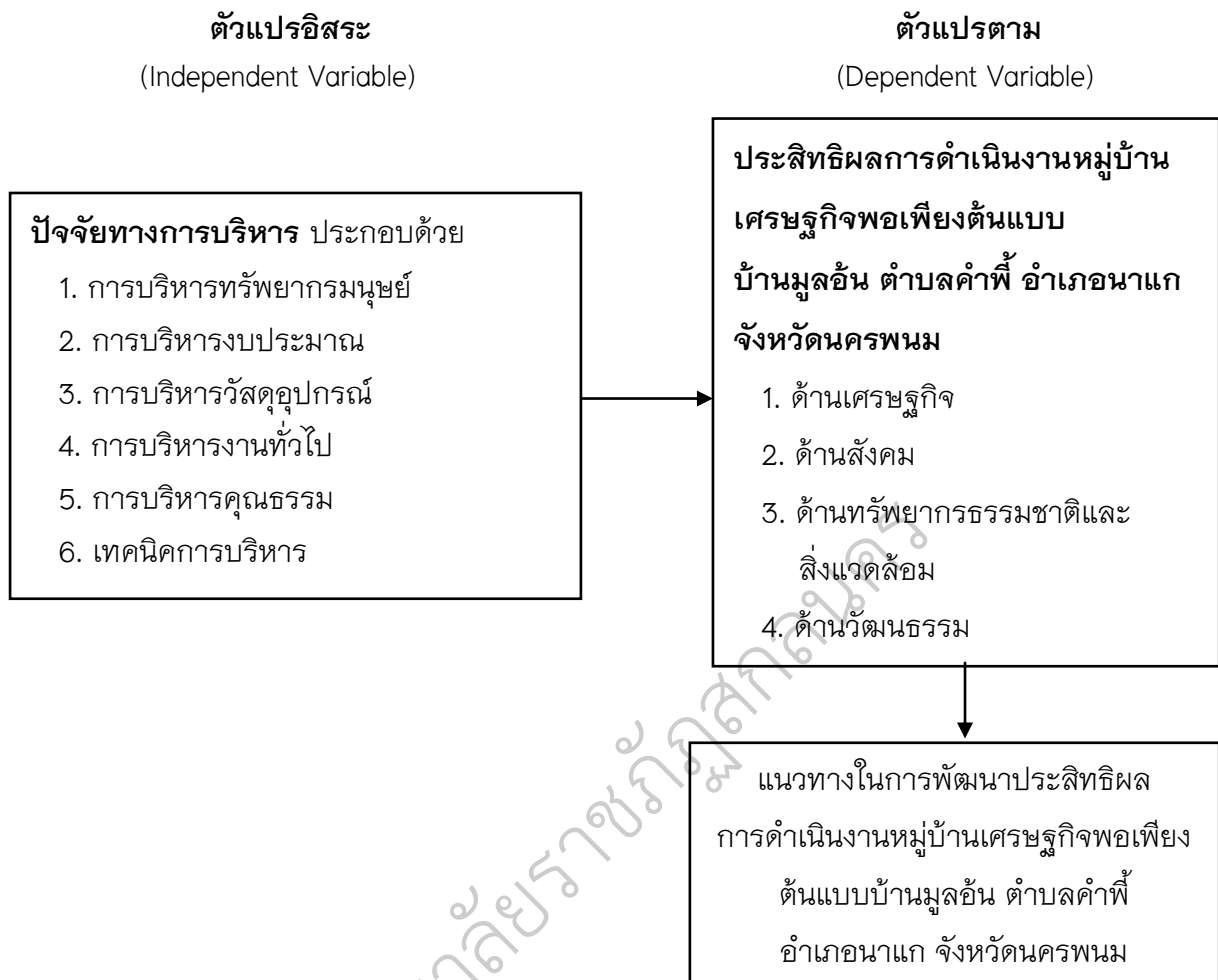 ตัวแปรอิสระ
(Independent Variable)
ปัจจัยทางการบริหาร ประกอบด้วย
1. การบริหารทรัพยากรมนุษย์
2. การบริหารงบประมาณ
3. การบริหารวัสดุอุปกรณ์
4. การบริหารงานทั่วไป
5. การบริหารคุณธรรม
6. เทคนิคการบริหาร
ตัวแปรตาม
(Dependent Variable)
ประสิทธิผลการดำเนินงานหมู่บ้าน
เศรษฐกิจพอเพียงต้นแบบ
บ้านมูลอ้น ตำบลคำพี้ อำเภอนาแก
จังหวัดนครพนม
1. ด้านเศรษฐกิจ
2. ด้านสังคม
3. ด้านทรัพยากรธรรมชาติและ
สิ่งแวดล้อม
4. ด้านวัฒนธรรม
แนวทางในการพัฒนาประสิทธิผล
การดำเนินงานหมู่บ้านเศรษฐกิจพอเพียง
ต้นแบบบ้านมูลอ้น ตำบลคำพี้
อำเภอนาแก จังหวัดนครพนม
ลัยราชภัฏสกลนคร